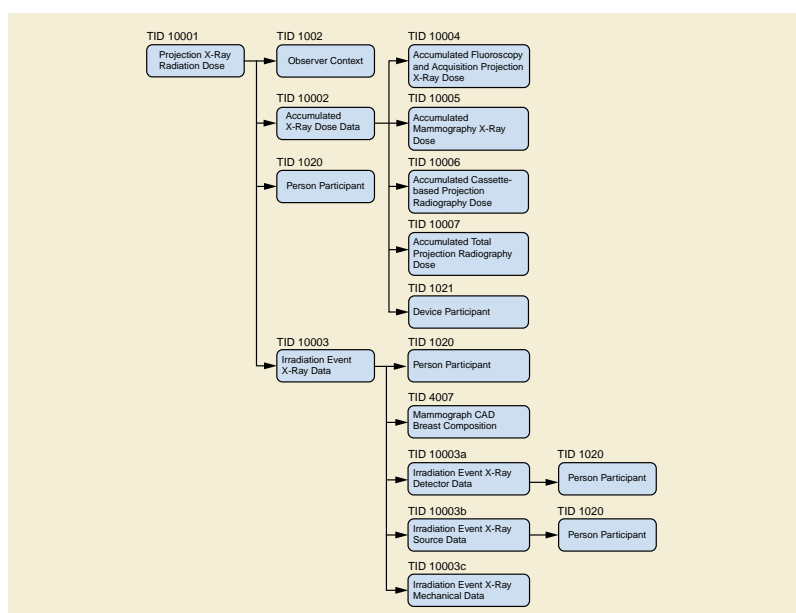 TID 10001
Projection X-Ray
Radiation Dose
TID 1002
Observer Context
TID 10002
Accumulated
X-Ray Dose Data
TID 1020
Person Participant
TID 10004
Accumulated Fluoroscopy
and Acquisition Projection
X-Ray Dose
TID 10005
Accumulated
Mammography X-Ray
Dose
TID 10006
Accumulated Cassette-
based Projection
Radiography Dose
TID 10007
Accumulated Total
Projection Radiography
Dose
TID 1021
Device Participant
TID 10003
Irradiation Event
X-Ray Data
TID 1020
Person Participant
TID 4007
Mammograph CAD
Breast Composition
TID 10003a
Irradiation Event X-Ray
Detector Data
TID 1020
Person Participant
TID 10003b
Irradiation Event X-Ray
Source Data
TID 1020
Person Participant
TID 10003c
Irradiation Event X-Ray
Mechanical Data